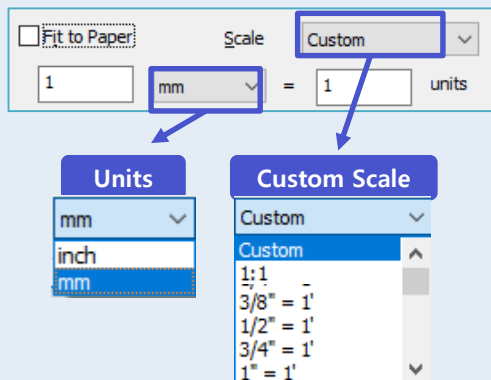 Fit to Paper Scale Custom
1 mm = 1 units
Units Custom Scale
mm Custom
inch Custom
mm 1:1
3/8" = 1'
1/2" = 1'
3/4" = 1'
1" = 1'